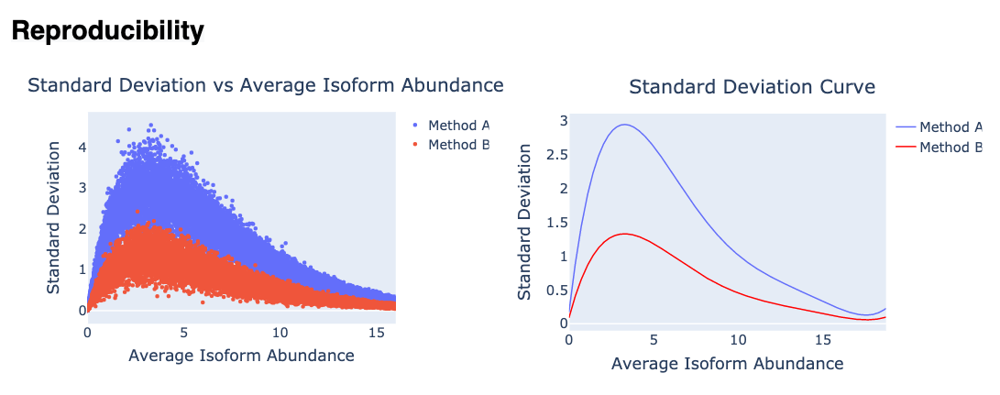 Reproducibility
Standard Deviation vs Average Isoform Abundance
Method A
Method B
Standard Deviation
4
3
2
1
0
0 5 10 15
Average Isoform Abundance
Standard Deviation Curve
Method A
Method B
Standard Deviation
3
2.5
2
1.5
1
0.5
0
0 5 10 15
Average Isoform Abundance